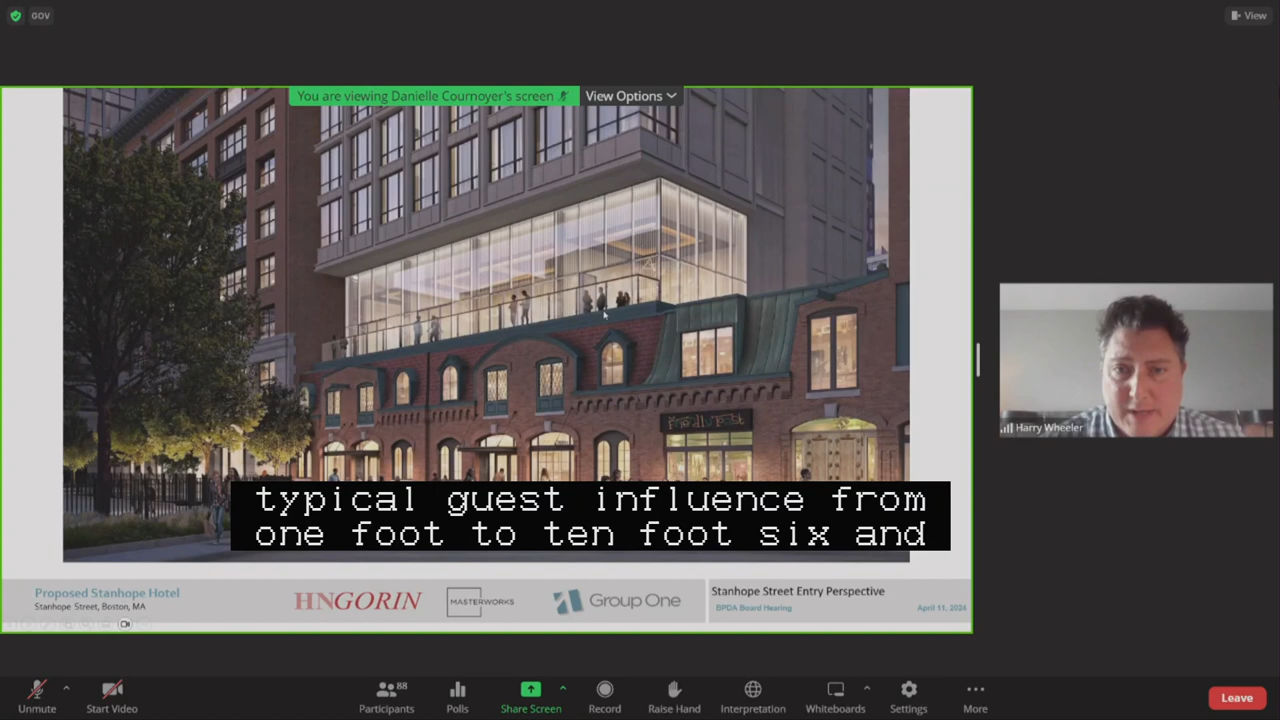 GOV
View
You are viewing Danielle Cournoyer's screen
View Options
Friendly Toast
typical guest influence from
one foot to ten foot six and
Harry Wheeler
Proposed Stanhope Hotel
Stanhope Street, Boston, MA
HNGORIN
MASTERWORKS
Group One
Stanhope Street Entry Perspective
BPDA Board Hearing
April 11, 2024
Unmute
Start Video
88
Participants
Polls
Share Screen
Record
Raise Hand
Interpretation
Whiteboards
Settings
More
Leave